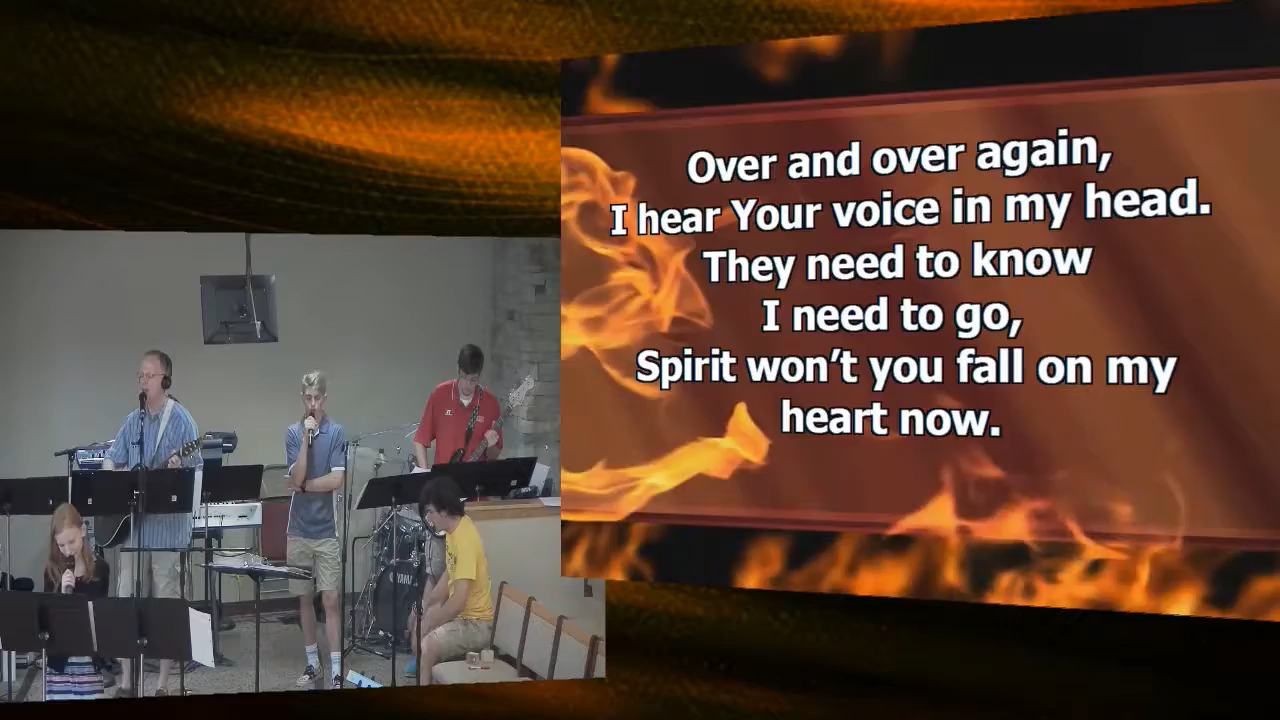 Over and over again,
I hear Your voice in my head.
They need to know
I need to go,
Spirit won't you fall on my
heart now.
YAMAHA